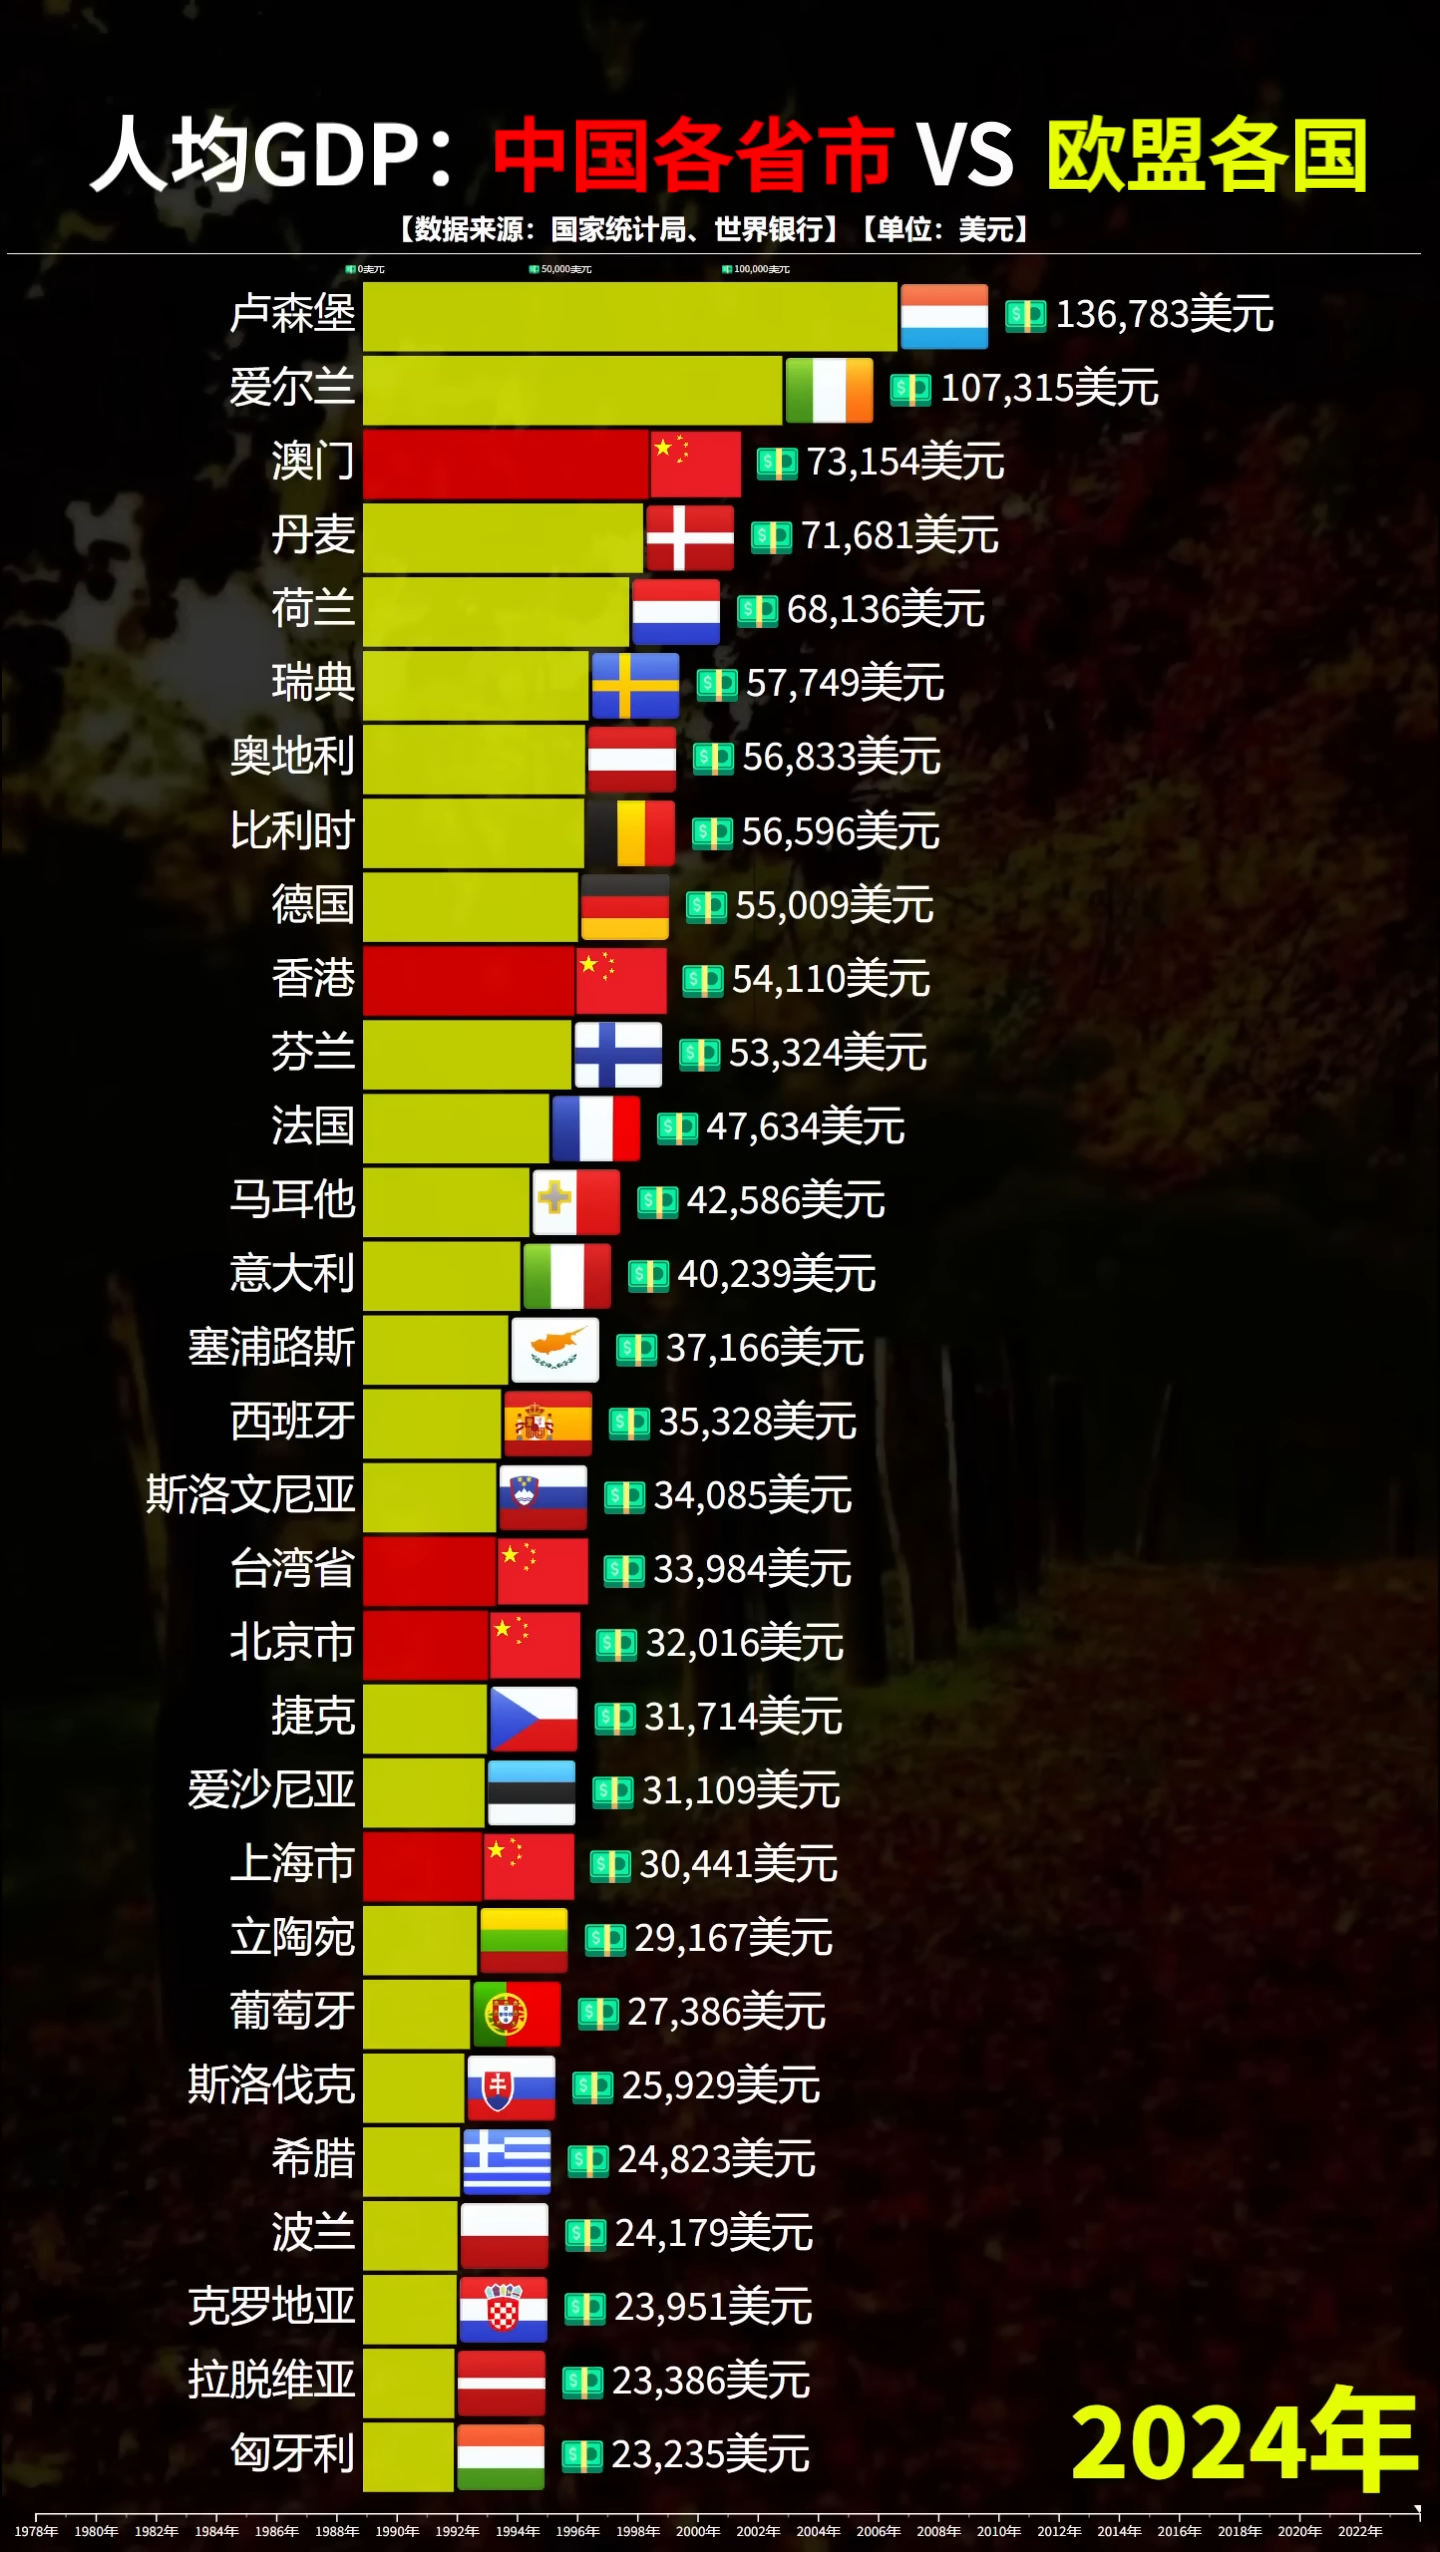 人均GDP：中国各省市 VS 欧盟各国
【数据来源：国家统计局、世界银行】【单位：美元】
0美元 50,000美元 100,000美元
卢森堡 136,783美元
爱尔兰 107,315美元
澳门 73,154美元
丹麦 71,681美元
荷兰 68,136美元
瑞典 57,749美元
奥地利 56,833美元
比利时 56,596美元
德国 55,009美元
香港 54,110美元
芬兰 53,324美元
法国 47,634美元
马耳他 42,586美元
意大利 40,239美元
塞浦路斯 37,166美元
西班牙 35,328美元
斯洛文尼亚 34,085美元
台湾省 33,984美元
北京市 32,016美元
捷克 31,714美元
爱沙尼亚 31,109美元
上海市 30,441美元
立陶宛 29,167美元
葡萄牙 27,386美元
斯洛伐克 25,929美元
希腊 24,823美元
波兰 24,179美元
克罗地亚 23,951美元
拉脱维亚 23,386美元
匈牙利 23,235美元
2024年
1978年 1980年 1982年 1984年 1986年 1988年 1990年 1992年 1994年 1996年 1998年 2000年 2002年 2004年 2006年 2008年 2010年 2012年 2014年 2016年 2018年 2020年 2022年